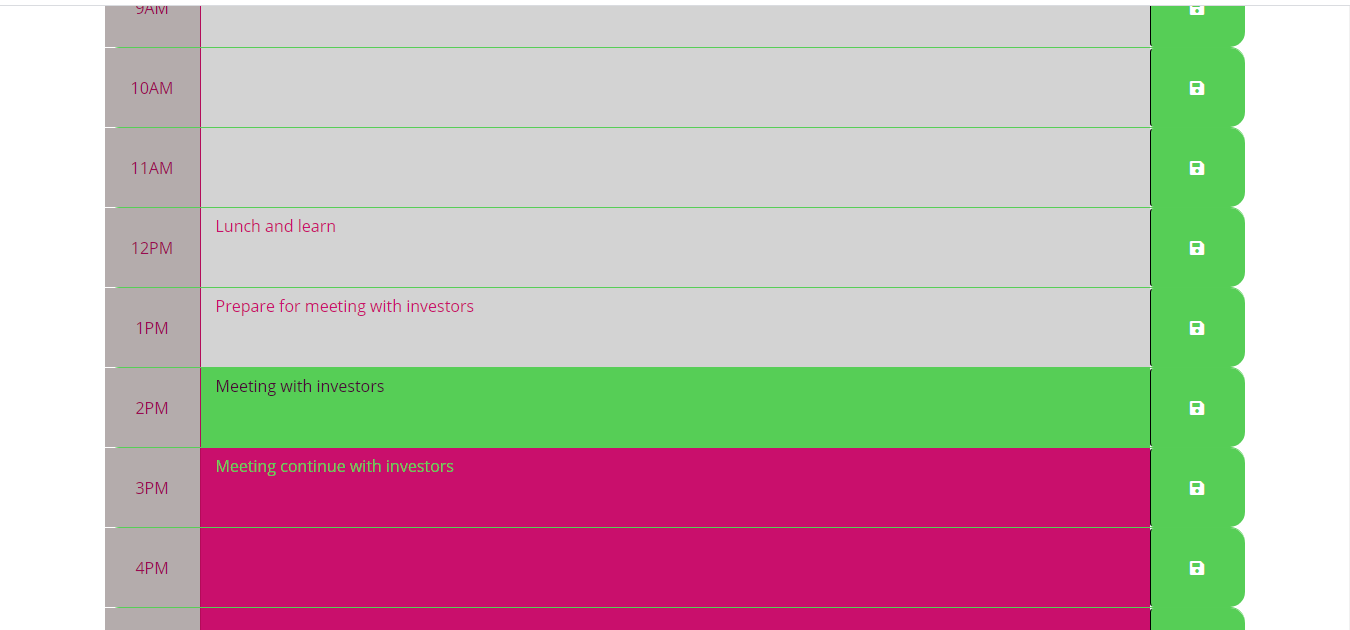 9AM
10AM
11AM
12PM
Lunch and learn
1PM
Prepare for meeting with investors
2PM
Meeting with investors
3PM
Meeting continue with investors
4PM